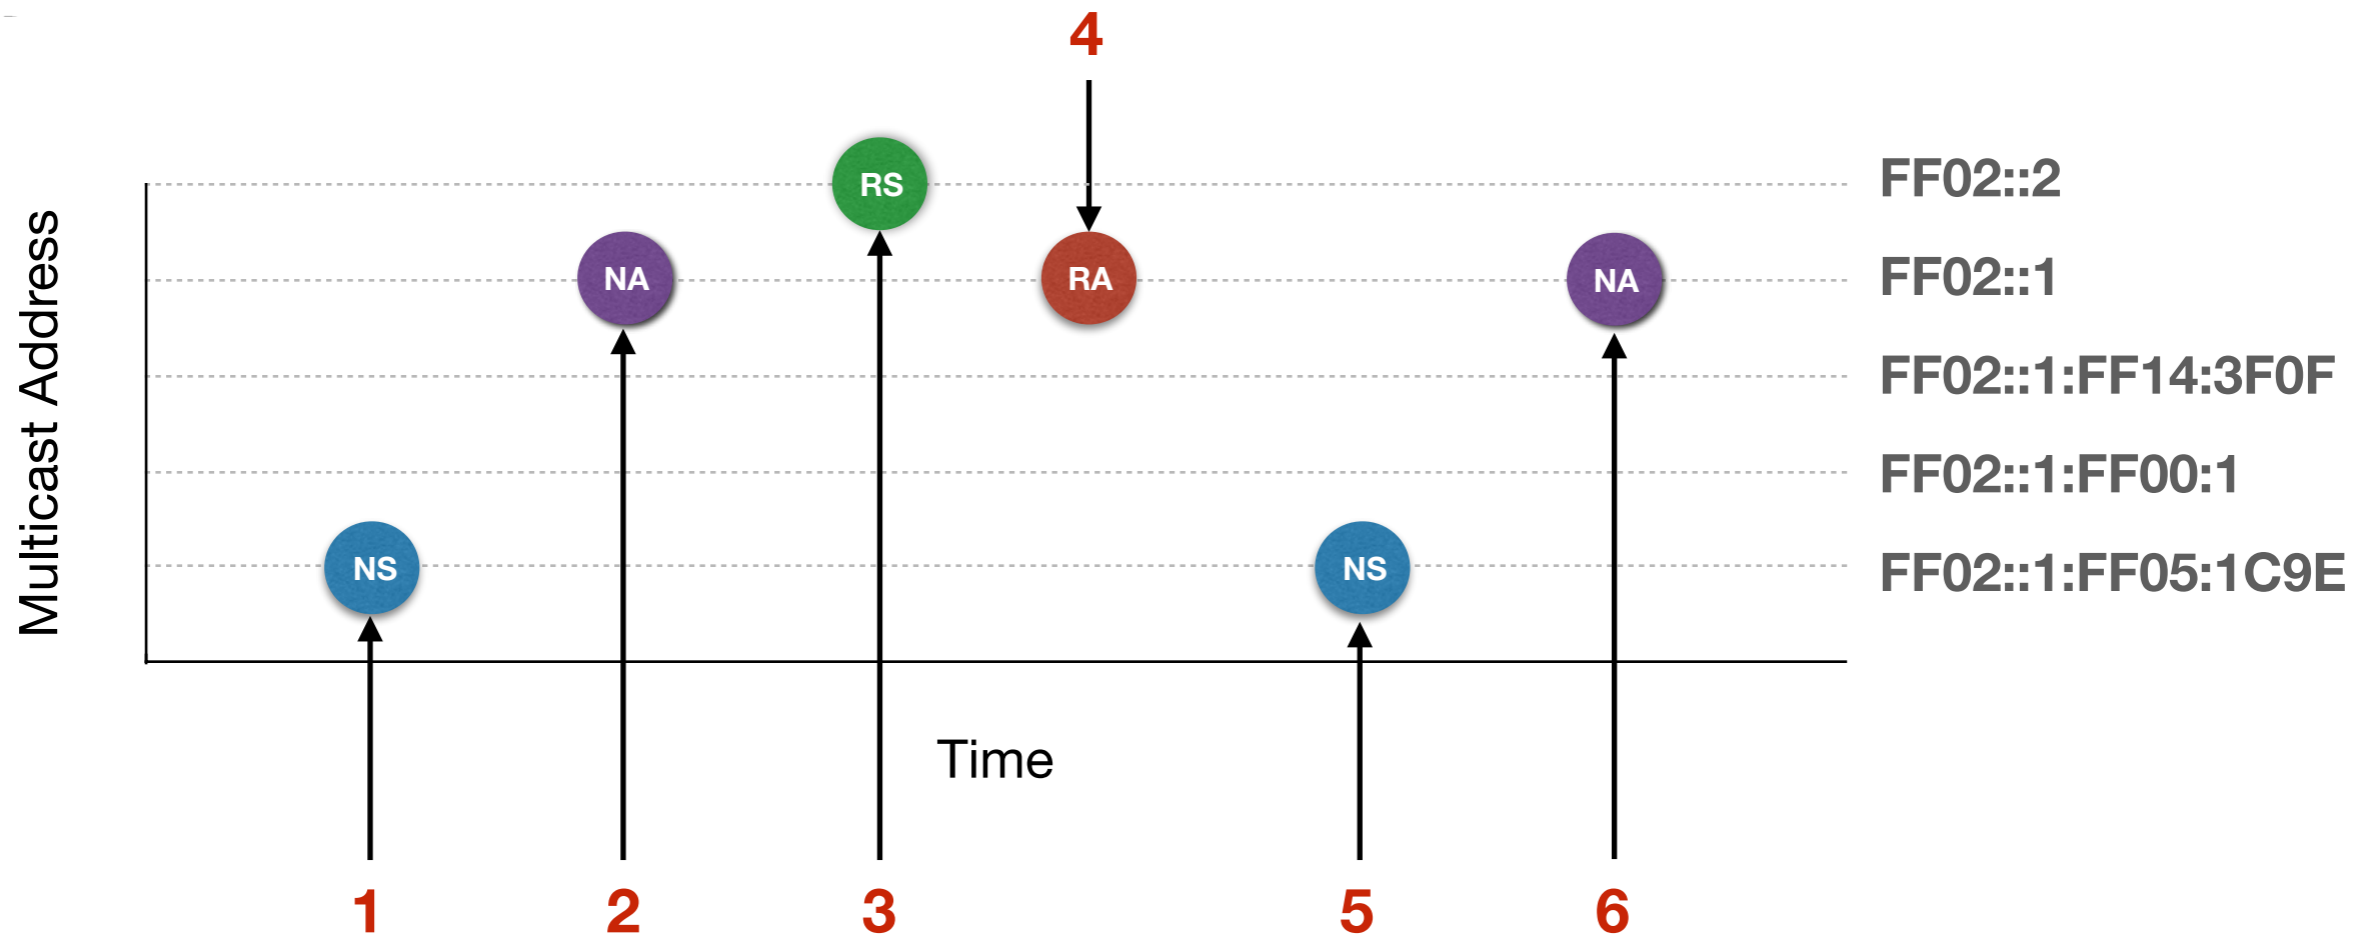 4
RS
FF02::2
NA
RA
NA
FF02::1
FF02::1:FF14:3F0F
FF02::1:FF00:1
NS
NS
FF02::1:FF05:1C9E
Multicast Address
Time
1
2
3
5
6